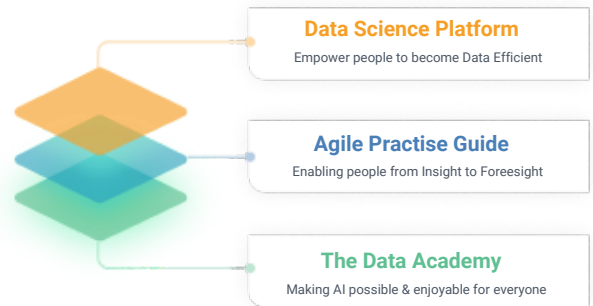 Data Science Platform
Empower people to become Data Efficient
Agile Practise Guide
Enabling people from Insight to Foreesight
The Data Academy
Making AI possible & enjoyable for everyone